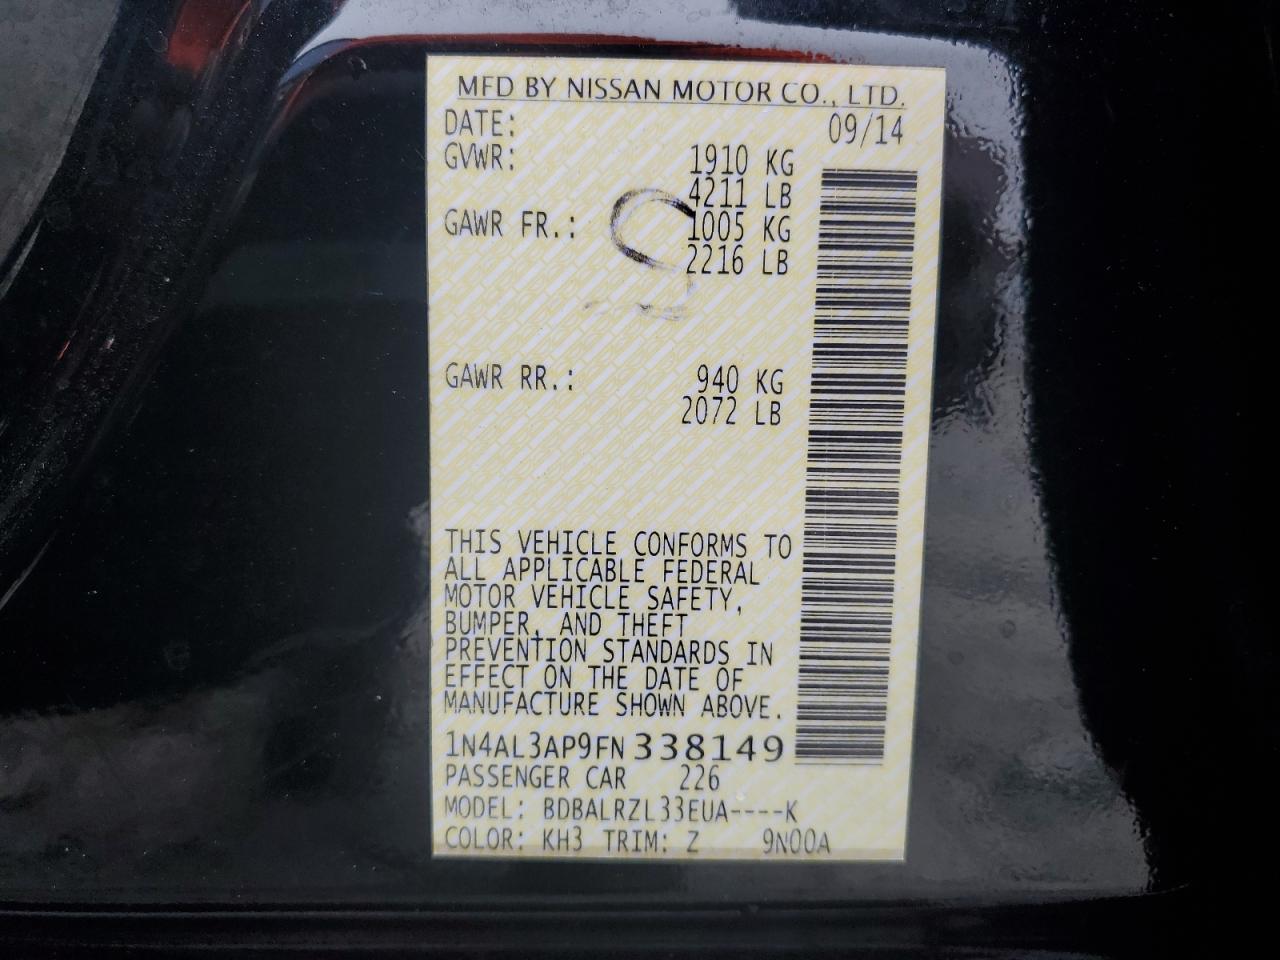 MFD BY NISSAN MOTOR CO., LTD.
DATE: 09/14
GVWR: 1910 KG
4211 LB
GAWR FR.: 1005 KG
2216 LB
GAWR RR.: 940 KG
2072 LB
THIS VEHICLE CONFORMS TO
ALL APPLICABLE FEDERAL
MOTOR VEHICLE SAFETY,
BUMPER, AND THEFT
PREVENTION STANDARDS IN
EFFECT ON THE DATE OF
MANUFACTURE SHOWN ABOVE.
1N4AL3AP9FN338149
PASSENGER CAR 226
MODEL: BDBALRZL33EUA----K
COLOR: KH3 TRIM: Z 9N00A